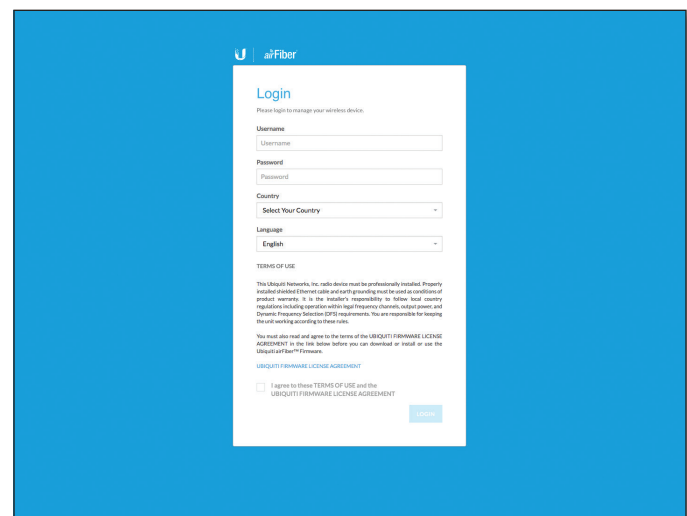 U airFiber
Login
Please login to manage your wireless device.
Username
Username
Password
Password
Country
Select Your Country
Language
English
TERMS OF USE
This Ubiquiti Networks, Inc. radio device must be professionally installed. Properly
installed shielded Ethernet cable and earth grounding must be used as conditions of
product warranty. It is the installer's responsibility to follow local country
regulations including operation within legal frequency channels, output power, and
Dynamic Frequency Selection (DFS) requirements. You are responsible for keeping
the unit working according to these rules.
You must also read and agree to the terms of the UBIQUITI FIRMWARE LICENSE
AGREEMENT in the link below before you can download or install or use the
Ubiquiti airFiber™ Firmware.
UBIQUITI FIRMWARE LICENSE AGREEMENT
I agree to these TERMS OF USE and the
UBIQUITI FIRMWARE LICENSE AGREEMENT
LOGIN